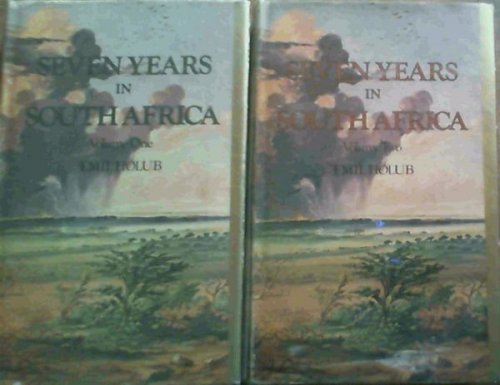 SEVEN YEARS
IN
SOUTH AFRICA
Volume One
EMIL HOLUB
SEVEN YEARS
IN
SOUTH AFRICA
Volume Two
EMIL HOLUB